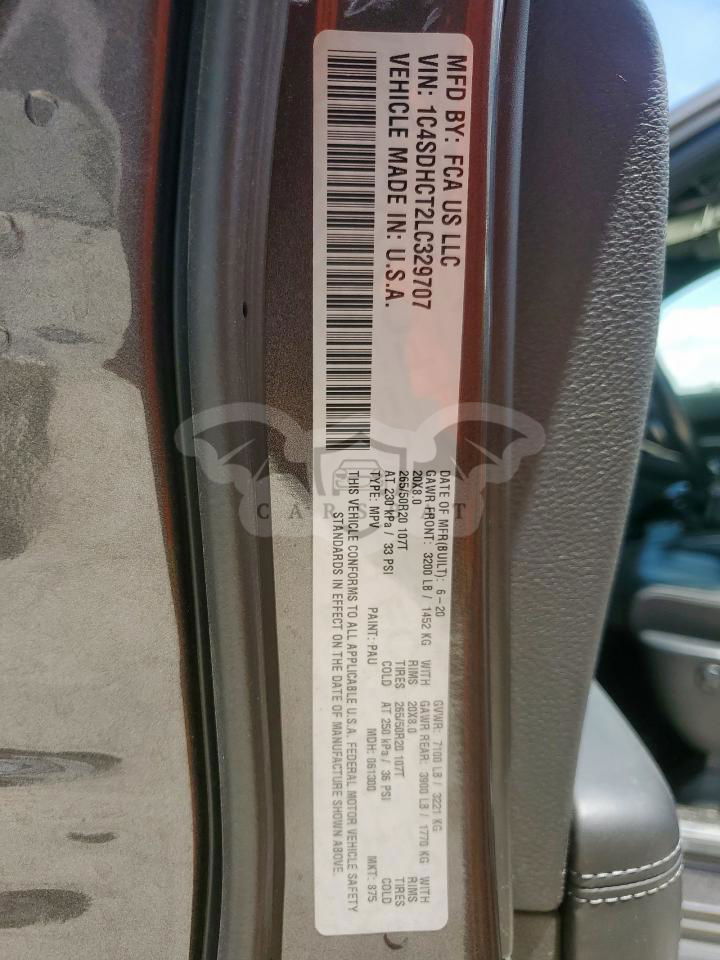 MFD BY: FCA US LLC
VIN: 1C4SDHCT2LC329707
VEHICLE MADE IN: U.S.A.
DATE OF MFR(BUILT): 6-20 GVWR: 7100 LB / 3221 KG
GAWR FRONT: 3200 LB / 1452 KG WITH GAWR REAR: 3900 LB / 1770 KG WITH
20X8.0 RIMS 20X8.0 RIMS
265/50R20 107T TIRES 265/50R20 107T TIRES
AT 230 kPa / 33 PSI COLD AT 250 kPa / 36 PSI COLD
TYPE: MPV PAINT: PAU MDH: 061300 MKT: 875
THIS VEHICLE CONFORMS TO ALL APPLICABLE U.S.A. FEDERAL MOTOR VEHICLE SAFETY
STANDARDS IN EFFECT ON THE DATE OF MANUFACTURE SHOWN ABOVE.